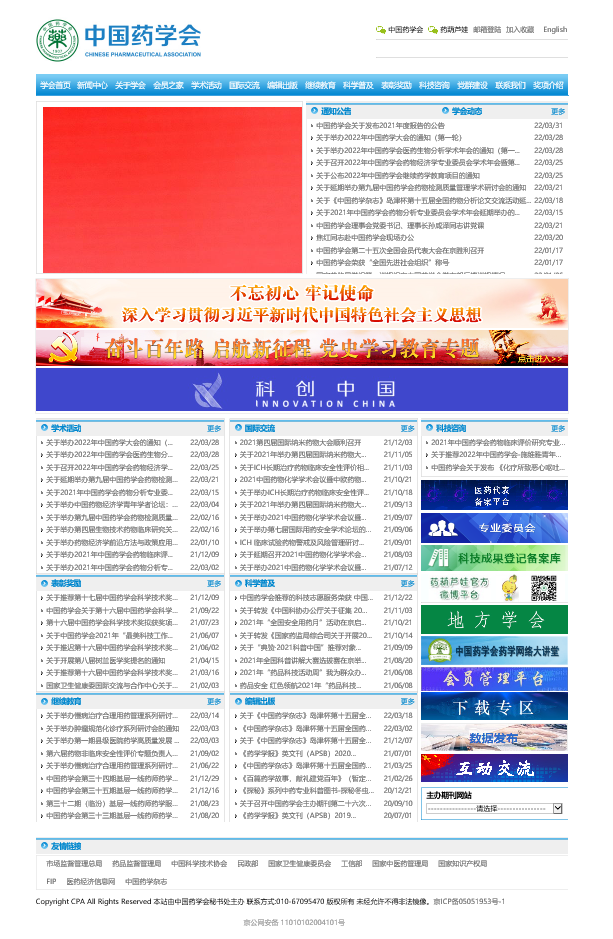 中国药学会
CHINESE PHARMACEUTICAL ASSOCIATION
中国药学会 药葫芦娃 邮箱登陆 加入收藏 English
学会首页 新闻中心 关于学会 会员之家 学术活动 国际交流 编辑出版 继续教育 科学普及 表彰奖励 科技咨询 党群建设 联系我们 奖项介绍
通知公告 学会动态 更多
中国药学会关于发布2021年度报告的公告 22/03/31
关于举办2022年中国药学大会的通知（第一轮） 22/03/28
关于举办2022年中国药学会医药生物分析学术年会的通知（第一... 22/03/28
关于召开2022年中国药学会药物经济学专业委员会学术年会暨第... 22/03/25
关于公布2022年中国药学会继续药学教育项目的通知 22/03/25
关于延期举办第九届中国药学会药物检测质量管理学术研讨会的通知 22/03/21
关于《中国药学杂志》岛津杯第十五届全国药物分析论文交流活动延... 22/03/18
关于2021年中国药学会药物分析专业委员会学术年会延期举办的... 22/03/15
中国药学会理事会党委书记、理事长孙咸泽同志讲党课 22/03/21
焦红同志赴中国药学会现场办公 22/03/20
中国药学会第二十五次全国会员代表大会在京胜利召开 22/01/17
中国药学会荣获“全国先进社会组织”称号 22/01/17
不忘初心 牢记使命
深入学习贯彻习近平新时代中国特色社会主义思想
奋斗百年路 启航新征程 党史学习教育专题
点击进入>>
科创中国
INNOVATION CHINA
学术活动 更多
关于举办2022年中国药学大会的通知（... 22/03/28
关于举办2022年中国药学会医药生物分... 22/03/28
关于召开2022年中国药学会药物经济学... 22/03/25
关于延期举办第九届中国药学会药物检测... 22/03/21
关于2021年中国药学会药物分析专业委... 22/03/15
关于举办中国药物经济学青年学者论坛：... 22/03/04
关于举办第九届中国药学会药物检测质量... 22/02/16
关于举办第四届生物技术药物临床研究关... 22/02/16
关于举办药物经济学前沿方法与政策应用... 22/01/10
关于举办2021年中国药学会药物临床评... 21/12/09
关于举办2021年中国药学会药物分析专... 22/03/02
国际交流 更多
2021第四届国际纳米药物大会顺利召开 21/12/03
关于2021年举办第四届国际纳米药物大... 21/11/05
关于ICH长期治疗药物临床安全性评价相... 21/11/03
2021中国药物化学学术会议暨中欧药物... 21/10/21
关于举办ICH长期治疗药物临床安全性评... 21/10/18
关于2021年举办第四届国际纳米药物大... 21/09/13
关于举办2021中国药物化学学术会议暨... 21/09/07
关于举办第七届国际药用安全学术论坛的... 21/09/06
ICH 临床试验药物警戒及风险管理研讨... 21/09/01
关于延期召开2021中国药物化学学术会... 21/08/03
关于举办2021中国药物化学学术会议暨... 21/07/12
科技咨询 更多
2021年中国药学会药物临床评价研究专业...
关于推荐2022年中国药学会-施维雅青年...
中国药学会关于发布 《化疗所致恶心呕吐...
医药代表
备案平台
专业委员会
科技成果登记备案库
药葫芦娃官方
微博平台
地方学会
中国药学会药学网络大讲堂
会员管理平台
下载专区
数据发布
互动交流
主办期刊网站
------------------请选择------------------
表彰奖励 更多
关于推荐第十七届中国药学会科学技术奖... 21/12/09
中国药学会关于第十六届中国药学会科学... 21/09/22
第十六届中国药学会科学技术奖拟获奖项... 21/07/23
关于中国药学会2021年“最美科技工作... 21/06/07
关于推迟第十六届中国药学会科学技术奖... 21/06/02
关于开展第八届树兰医学奖提名的通知 21/04/15
关于推荐第十六届中国药学会科学技术奖... 21/03/16
国家卫生健康委国际交流与合作中心关于... 21/02/03
科学普及 更多
中国药学会推荐的科技志愿服务荣获 中国... 21/12/22
关于转发《中国科协办公厅关于征集 20... 21/11/03
2021年“全国安全用药月”活动在京启... 21/10/21
关于转发《国家药监局综合司关于开展20... 21/10/14
关于“典赞·2021科普中国”推荐对象... 21/09/09
2021年全国科普讲解大赛选拔赛在京举... 21/08/20
2021年“药品科技活动周”我为群众办... 21/06/08
药品安全 红色领航2021年“药品科技... 21/06/08
继续教育 更多
关于举办慢病治疗合理用药管理系列研讨... 22/03/14
关于举办肿瘤规范化诊疗系列研讨会的通知 22/03/03
关于举办第一期县级医院药学高质量发展... 22/03/03
第六届药物非临床安全性评价专题负责人... 21/09/02
关于举办慢病治疗合理用药管理系列研讨... 21/06/22
中国药学会第三十四期基层一线药师药学... 21/12/29
中国药学会第三十五期基层一线药师药学... 21/12/16
第三十二期（临汾）基层一线药师药学服... 21/08/23
中国药学会第三十三期基层一线药师药学... 21/08/20
编辑出版 更多
关于《中国药学杂志》岛津杯第十五届全... 22/03/18
关于《中国药学杂志》岛津杯第十五届全国... 22/03/02
关于《中国药学杂志》岛津杯第十五届全... 21/12/07
《药学学报》英文刊（APSB）2020... 21/07/01
关于《中国药学杂志》岛津杯第十五届全... 21/03/25
《百篇药学故事，献礼建党百年》（暂定... 21/02/26
《探秘》系列中的专业科普图书-探秘冬虫... 20/12/21
关于召开中国药学会主办期刊第二十六次... 20/09/10
《药学学报》英文刊（APSB）2019... 20/07/01
友情链接
市场监督管理总局 药品监督管理局 中国科学技术协会 民政部 国家卫生健康委员会 工信部 国家中医药管理局 国家知识产权局
FIP 医药经济信息网 中国药学杂志
Copyright CPA All Rights Reserved 本站由中国药学会秘书处主办 联系方式:010-67095470 版权所有 未经允许不得非法镜像。京ICP备05051953号-1
京公网安备 11010102004101号